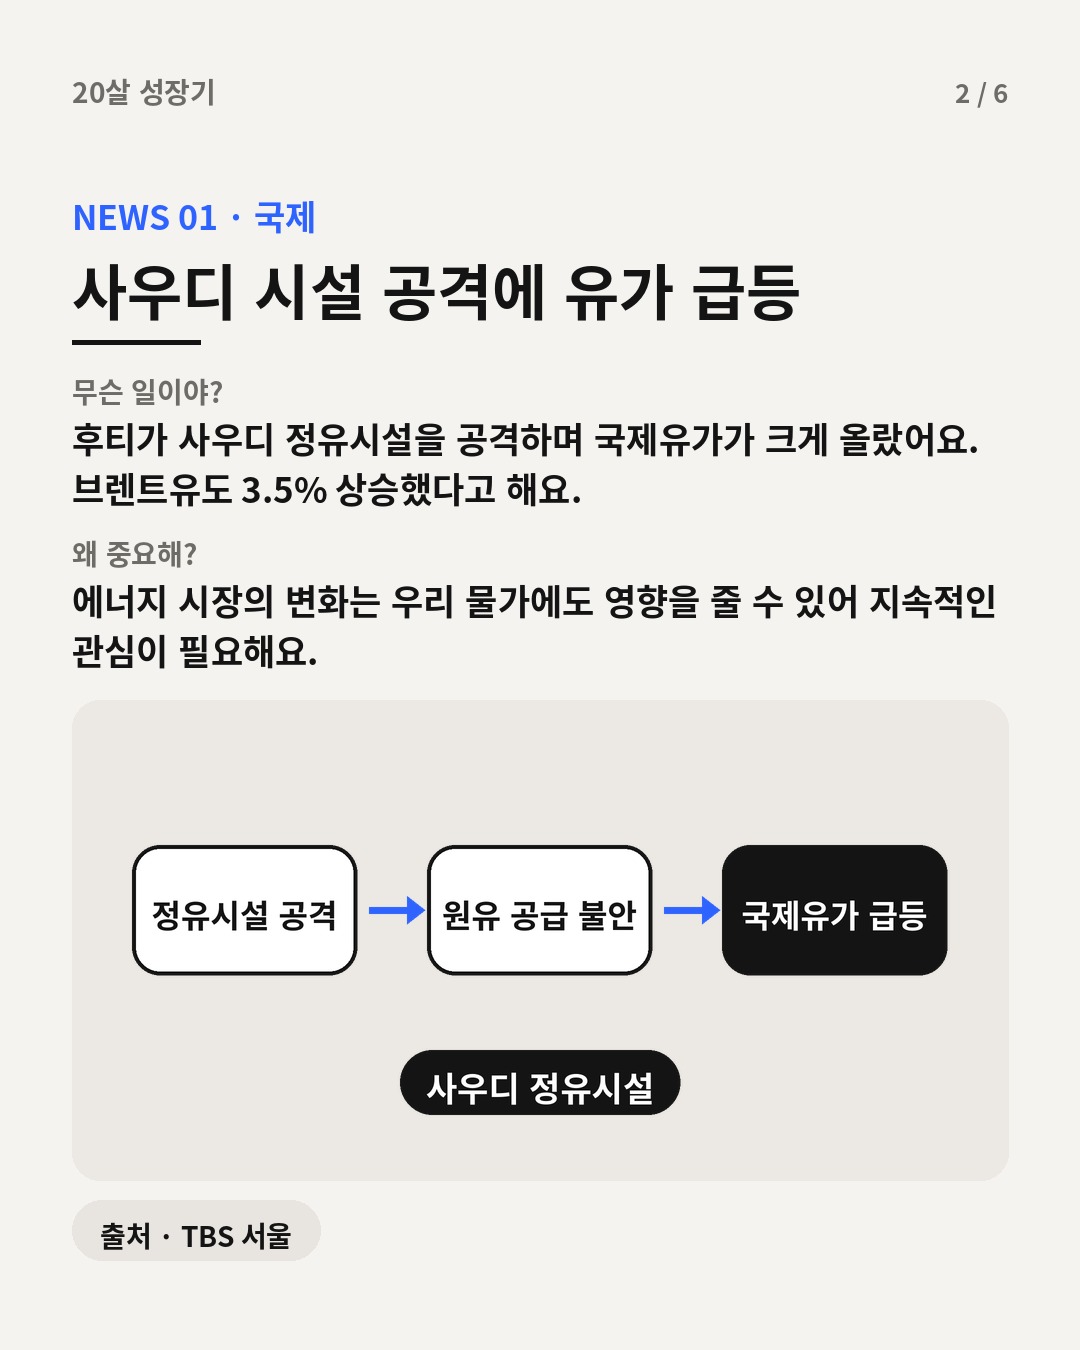 20살 성장기
2 / 6
NEWS 01 · 국제
사우디 시설 공격에 유가 급등
무슨 일이야?
후티가 사우디 정유시설을 공격하며 국제유가가 크게 올랐어요.
브렌트유도 3.5% 상승했다고 해요.
왜 중요해?
에너지 시장의 변화는 우리 물가에도 영향을 줄 수 있어 지속적인
관심이 필요해요.
정유시설 공격
원유 공급 불안
국제유가 급등
사우디 정유시설
출처 · TBS 서울